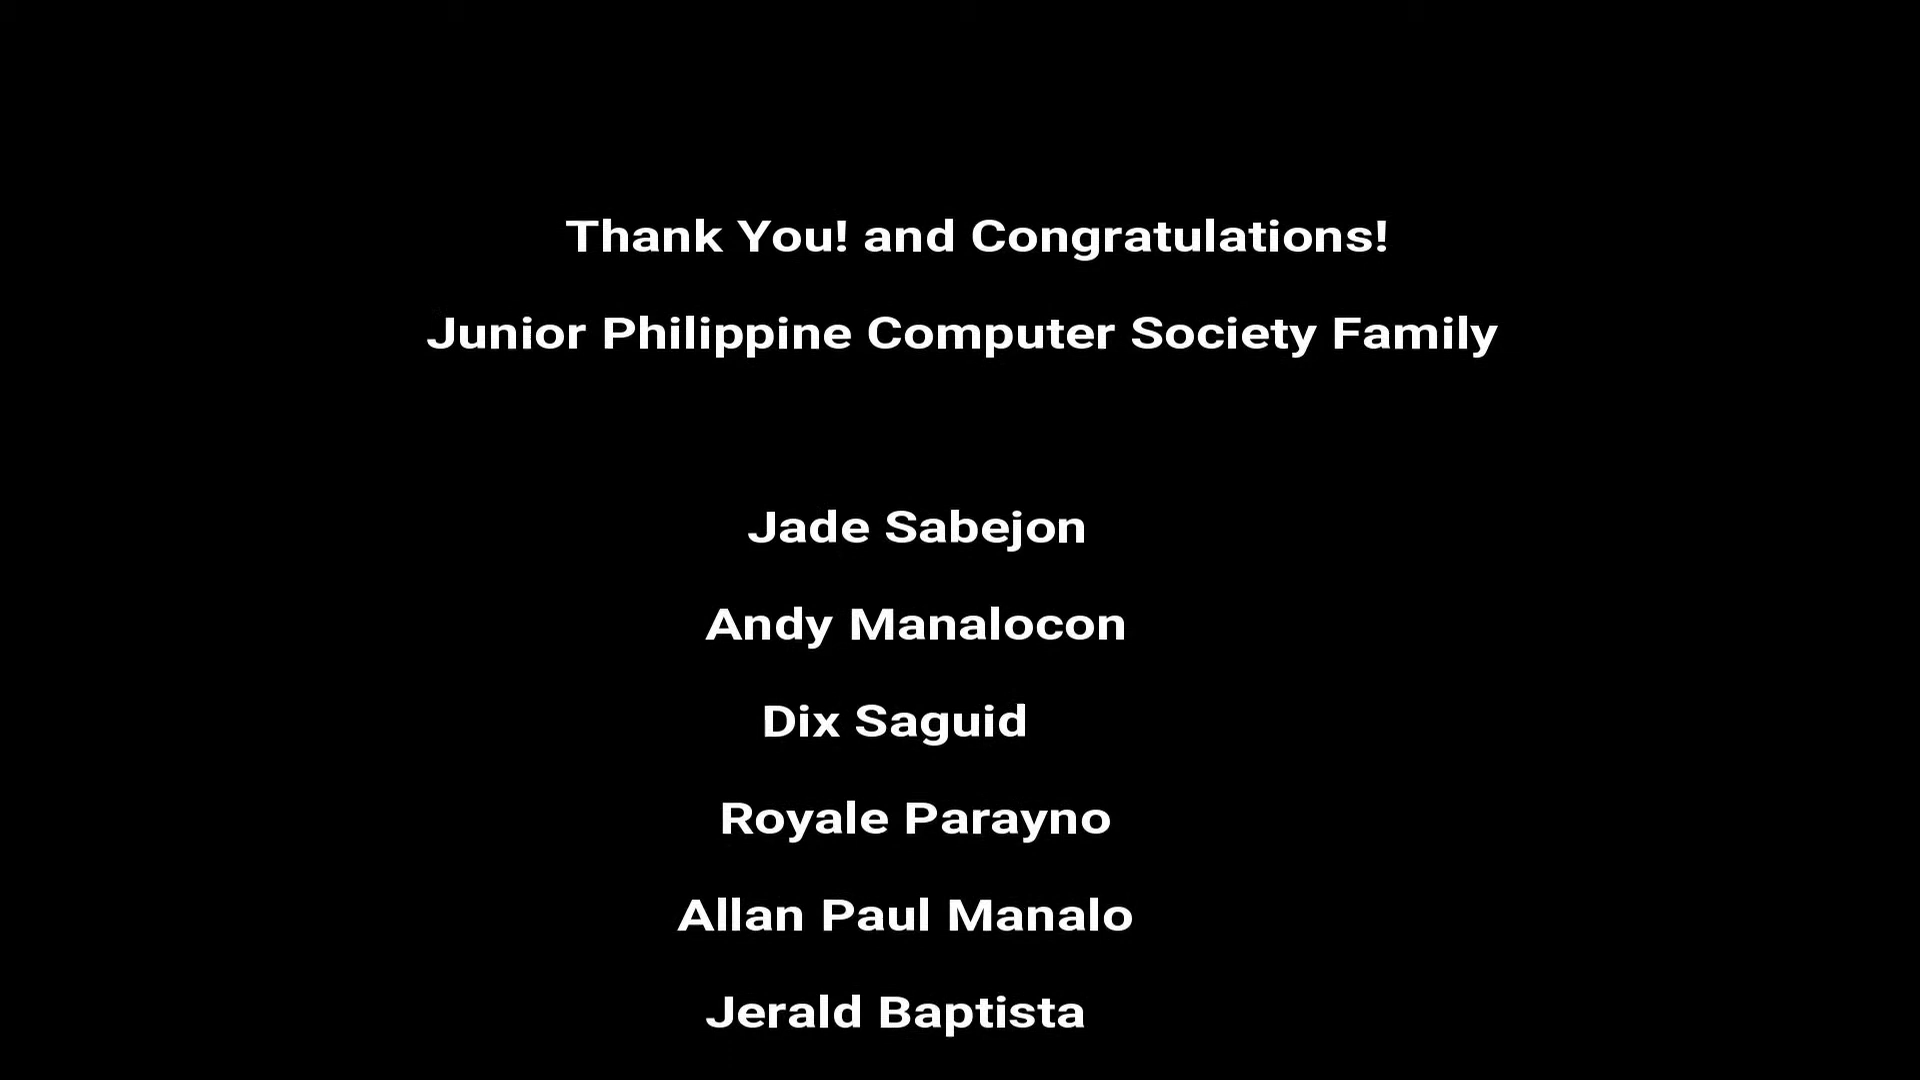 Thank You! and Congratulations!
Junior Philippine Computer Society Family
Jade Sabejon
Andy Manalocon
Dix Saguid
Royale Parayno
Allan Paul Manalo
Jerald Baptista